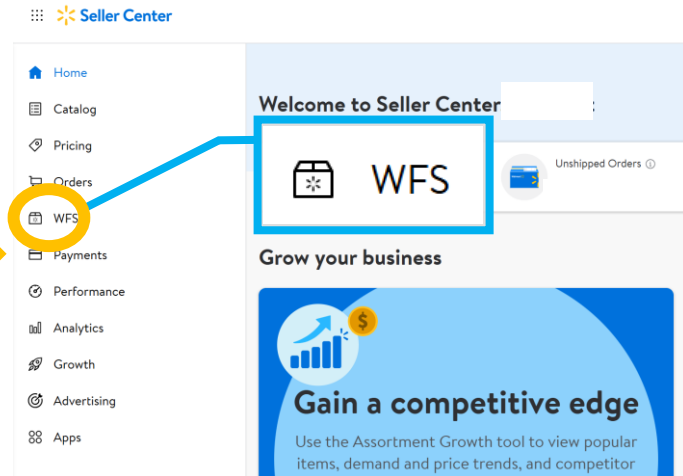 Seller Center
Home
Catalog
Pricing
Orders
WFS
Payments
Performance
Analytics
Growth
Advertising
Apps
Welcome to Seller Center
WFS
Unshipped Orders
Grow your business
$
Gain a competitive edge
Use the Assortment Growth tool to view popular
items, demand and price trends, and competitor